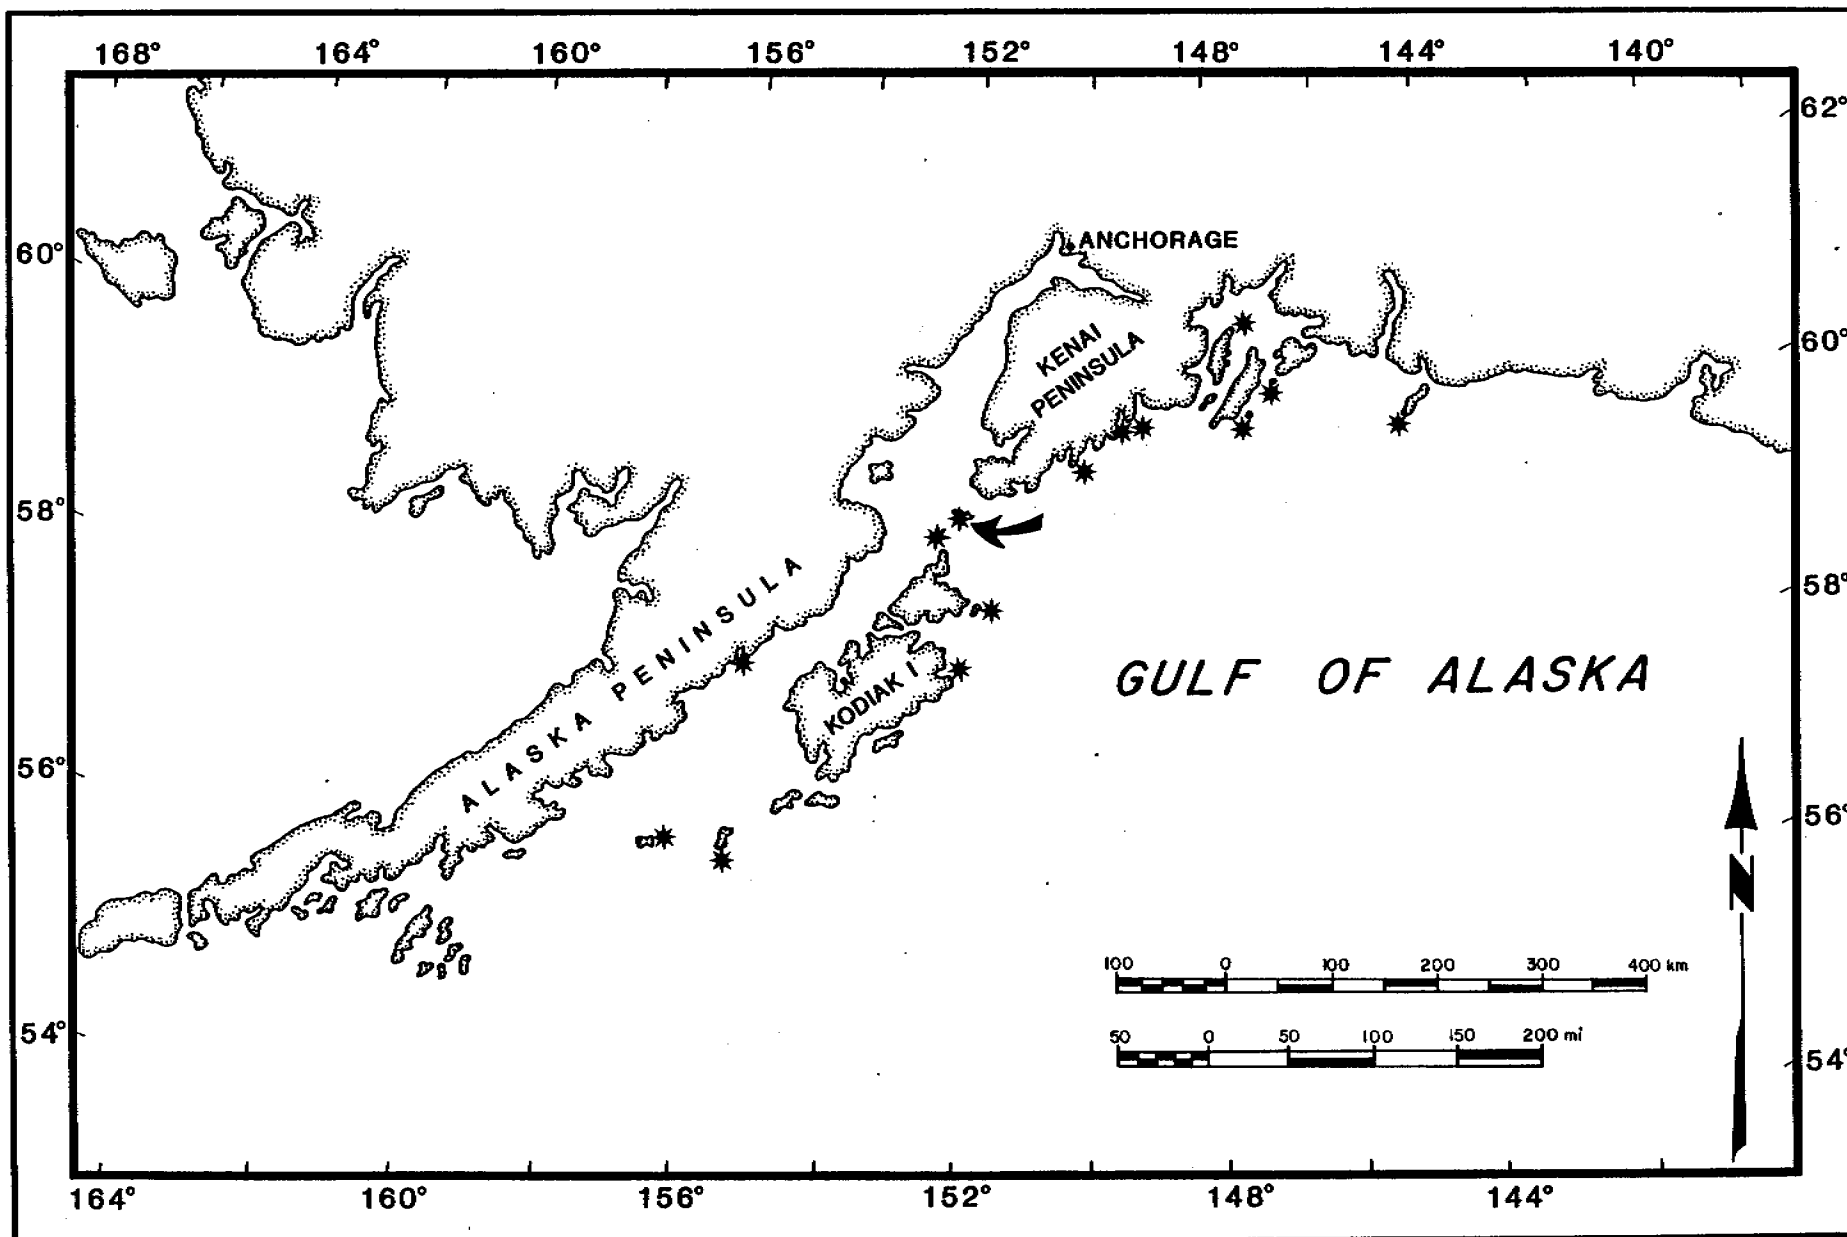 168° 164° 160° 156° 152° 148° 144° 140°
62°
60°
ANCHORAGE
60°
KENAI
PENINSULA
58°
58°
ALASKA PENINSULA
KODIAK I
GULF OF ALASKA
56°
56°
N
100 0 100 200 300 400 km
54°
50 0 50 100 150 200 mi
54°
164° 160° 156° 152° 148° 144°